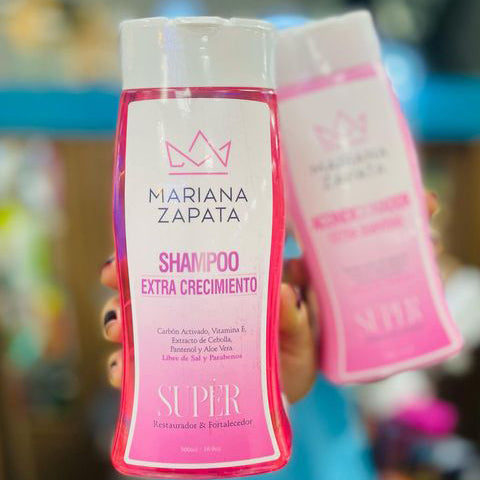 MARIANA
ZAPATA
SHAMPOO
EXTRA CRECIMIENTO
Carbón Activado, Vitamina E,
Extracto de Cebolla,
Pantenol y Aloe Vera.
Libre de Sal y Parabenos
SUPER
Restaurador & Fortalecedor
MARIANA
ZAPATA
SUPER